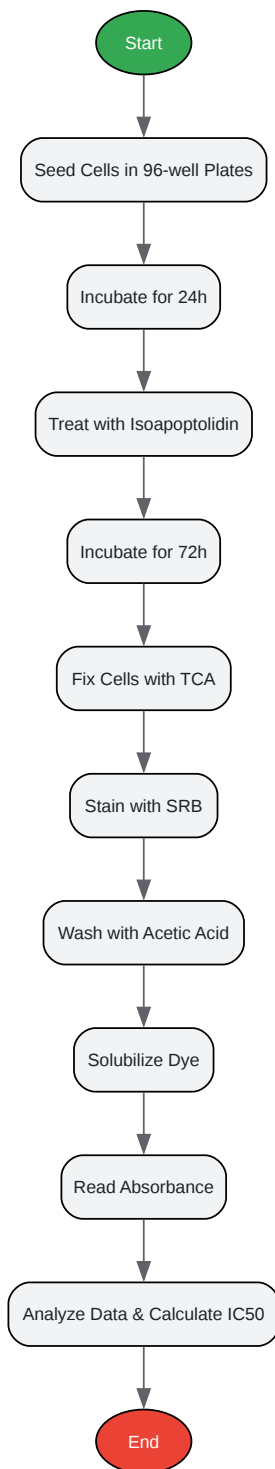 Start
Seed Cells in 96-well Plates
Incubate for 24h
Treat with Isoapoptolidin
Incubate for 72h
Fix Cells with TCA
Stain with SRB
Wash with Acetic Acid
Solubilize Dye
Read Absorbance
Analyze Data & Calculate IC50
End